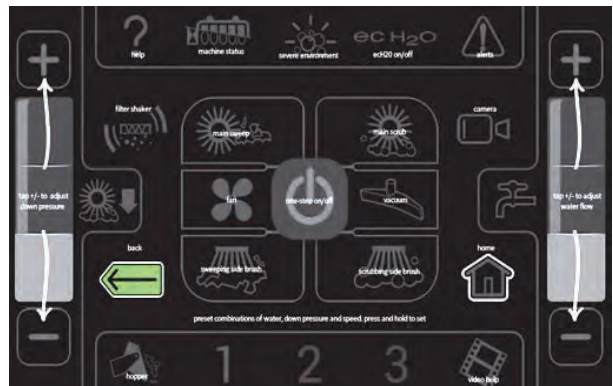 ec H2O
help
machine status
severe environment
ecH20 on/off
alerts
filter shaker
main sweep
main scrub
camera
tap +/- to adjust
down pressure
fan
one-step on/off
vacuum
tap +/- to adjust
water flow
back
sweeping side brush
scrubbing side brush
home
preset combinations of water, down pressure and speed. press and hold to set
hopper
1
2
3
video help